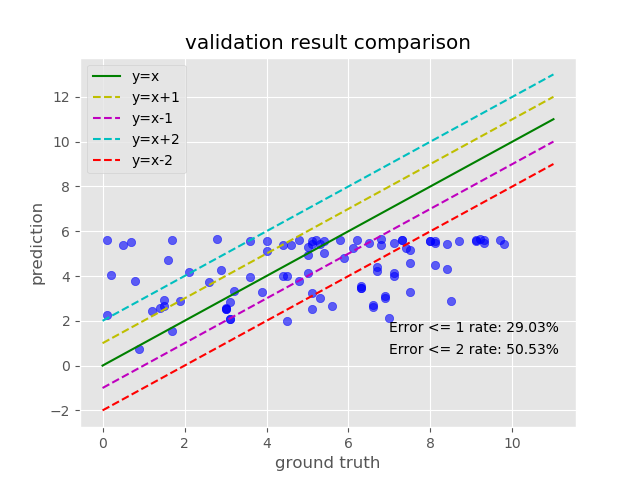 validation result comparison
y=x
y=x+1
y=x-1
y=x+2
y=x-2
12
10
8
6
4
2
0
−2
prediction
Error <= 1 rate: 29.03%
Error <= 2 rate: 50.53%
0 2 4 6 8 10
ground truth